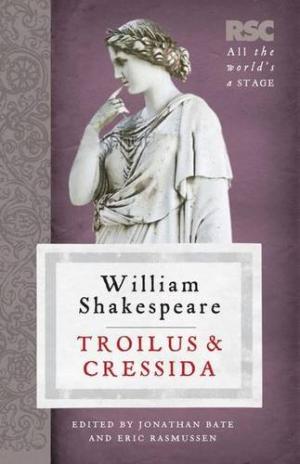 RSC
All the
world's
a STAGE
William
Shakespeare
TROILUS &
CRESSIDA
EDITED BY JONATHAN BATE
AND ERIC RASMUSSEN